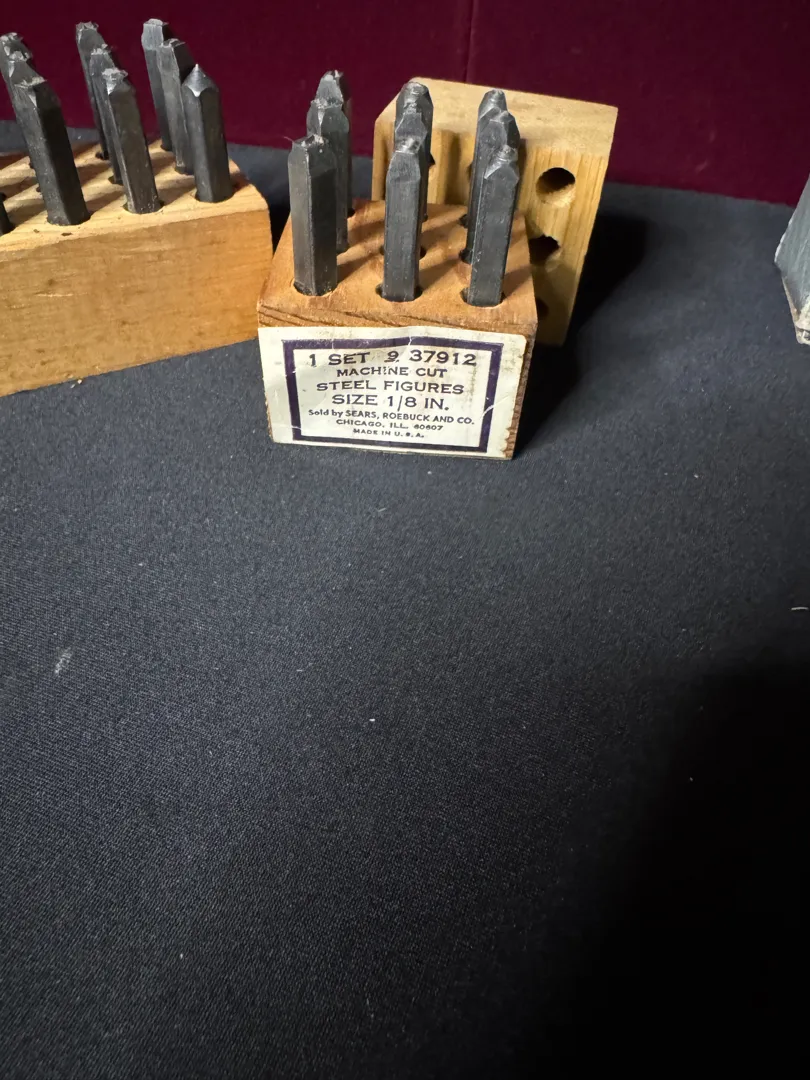 1 SET 9 37912
MACHINE CUT
STEEL FIGURES
SIZE 1/8 IN.
Sold by SEARS, ROEBUCK AND CO.
CHICAGO, ILL. 60607
MADE IN U.S.A.